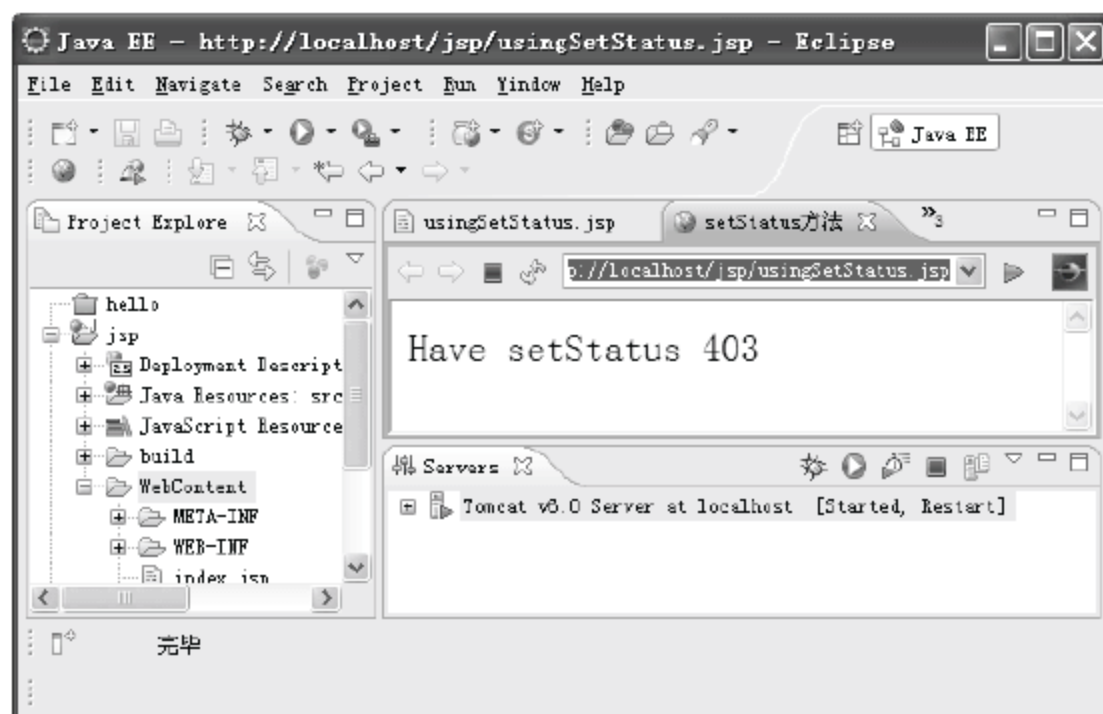 Java EE - http://localhost/jsp/usingSetStatus.jsp - Eclipse
File Edit Navigate Search Project Run Window Help
Java EE
Project Explore
usingSetStatus.jsp
setStatus方法
3
p://localhost/jsp/usingSetStatus.jsp
hello
jsp
Deployment Descript
Java Resources: src
JavaScript Resource
build
WebContent
META-INF
WEB-INF
index.jsp
Have setStatus 403
Servers
Tomcat v6.0 Server at localhost [Started, Restart]
完毕